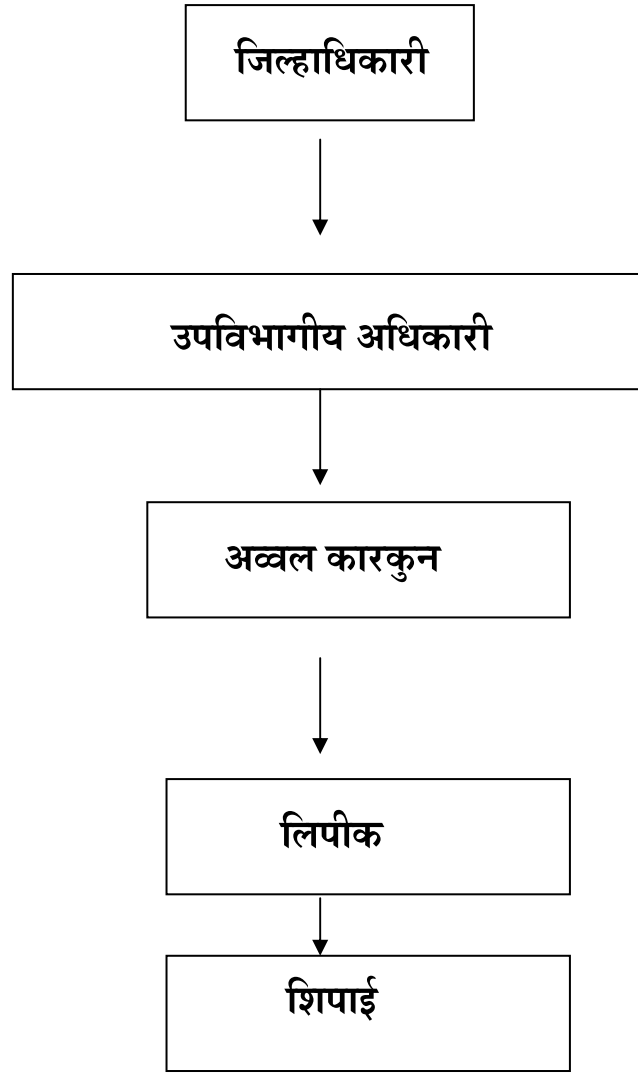 जिल्हाधिकारी
उपविभागीय अधिकारी
अव्वल कारकुन
लिपीक
शिपाई